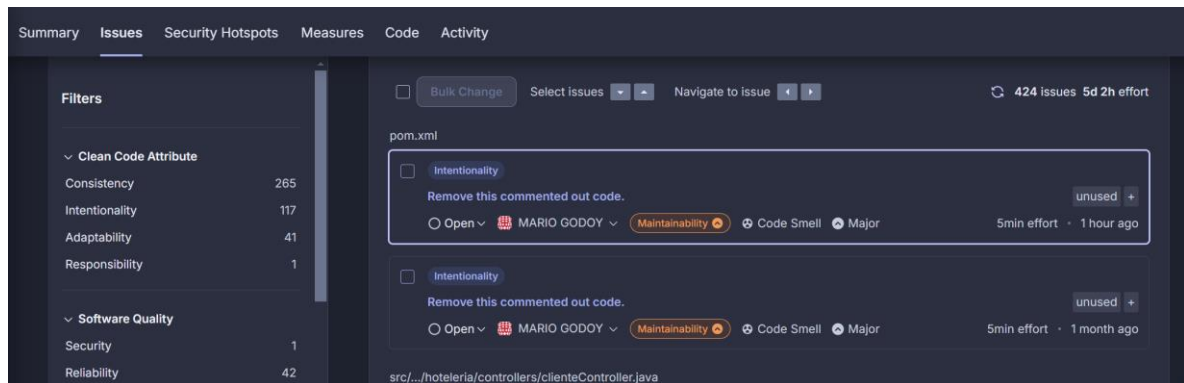 Summary Issues Security Hotspots Measures Code Activity
Filters
Clean Code Attribute
Consistency 265
Intentionality 117
Adaptability 41
Responsibility 1
Software Quality
Security 1
Reliability 42
Bulk Change Select issues Navigate to issue 424 issues 5d 2h effort
pom.xml
Intentionality
Remove this commented out code.
unused +
Open MARIO GODOY Maintainability Code Smell Major 5min effort • 1 hour ago
Intentionality
Remove this commented out code.
unused +
Open MARIO GODOY Maintainability Code Smell Major 5min effort • 1 month ago
src/.../hoteleria/controllers/clienteController.java